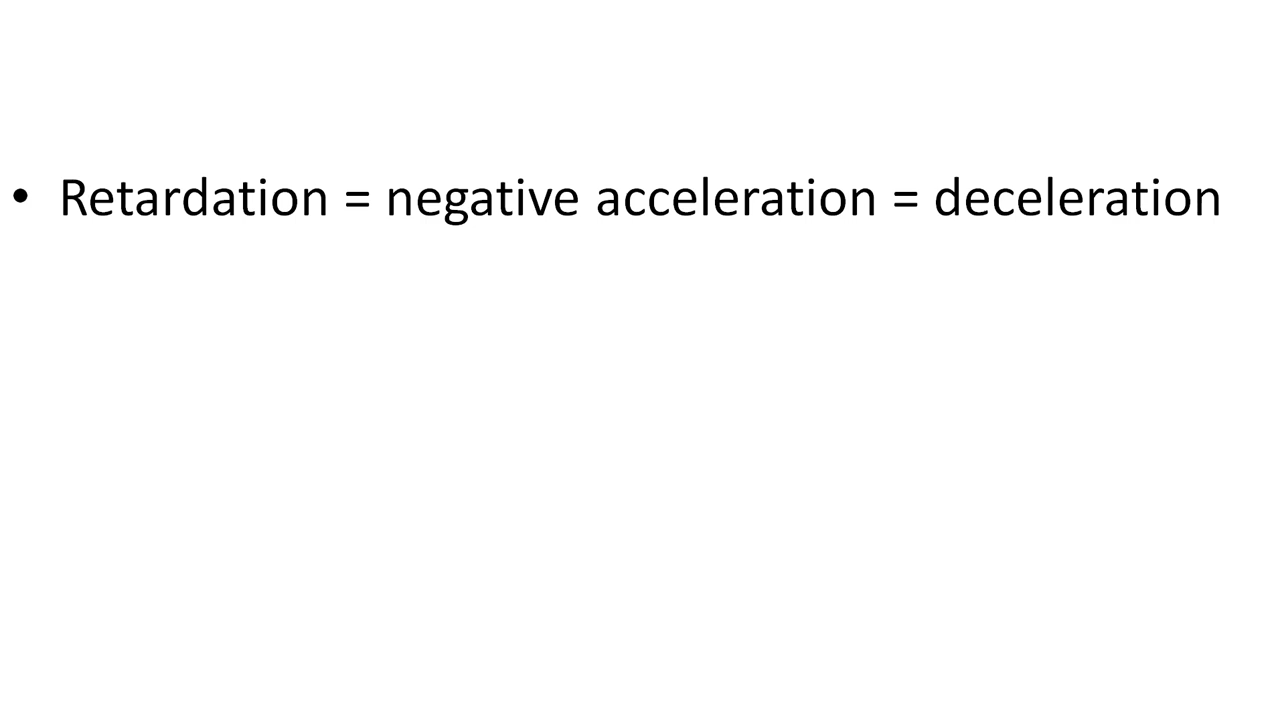 • Retardation = negative acceleration = deceleration